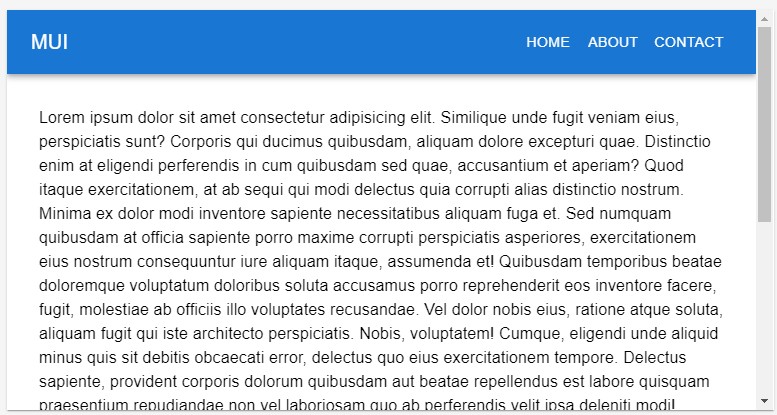 MUI
HOME ABOUT CONTACT
Lorem ipsum dolor sit amet consectetur adipisicing elit. Similique unde fugit veniam eius,
perspiciatis sunt? Corporis qui ducimus quibusdam, aliquam dolore excepturi quae. Distinctio
enim at eligendi perferendis in cum quibusdam sed quae, accusantium et aperiam? Quod
itaque exercitationem, at ab sequi qui modi delectus quia corrupti alias distinctio nostrum.
Minima ex dolor modi inventore sapiente necessitatibus aliquam fuga et. Sed numquam
quibusdam at officia sapiente porro maxime corrupti perspiciatis asperiores, exercitationem
eius nostrum consequuntur iure aliquam itaque, assumenda et! Quibusdam temporibus beatae
doloremque voluptatum doloribus soluta accusamus porro reprehenderit eos inventore facere,
fugit, molestiae ab officiis illo voluptates recusandae. Vel dolor nobis eius, ratione atque soluta,
aliquam fugit qui iste architecto perspiciatis. Nobis, voluptatem! Cumque, eligendi unde aliquid
minus quis sit debitis obcaecati error, delectus quo eius exercitationem tempore. Delectus
sapiente, provident corporis dolorum quibusdam aut beatae repellendus est labore quisquam
praesentium repudiandae non vel laboriosam quo ab perferendis velit ipsa deleniti modi!